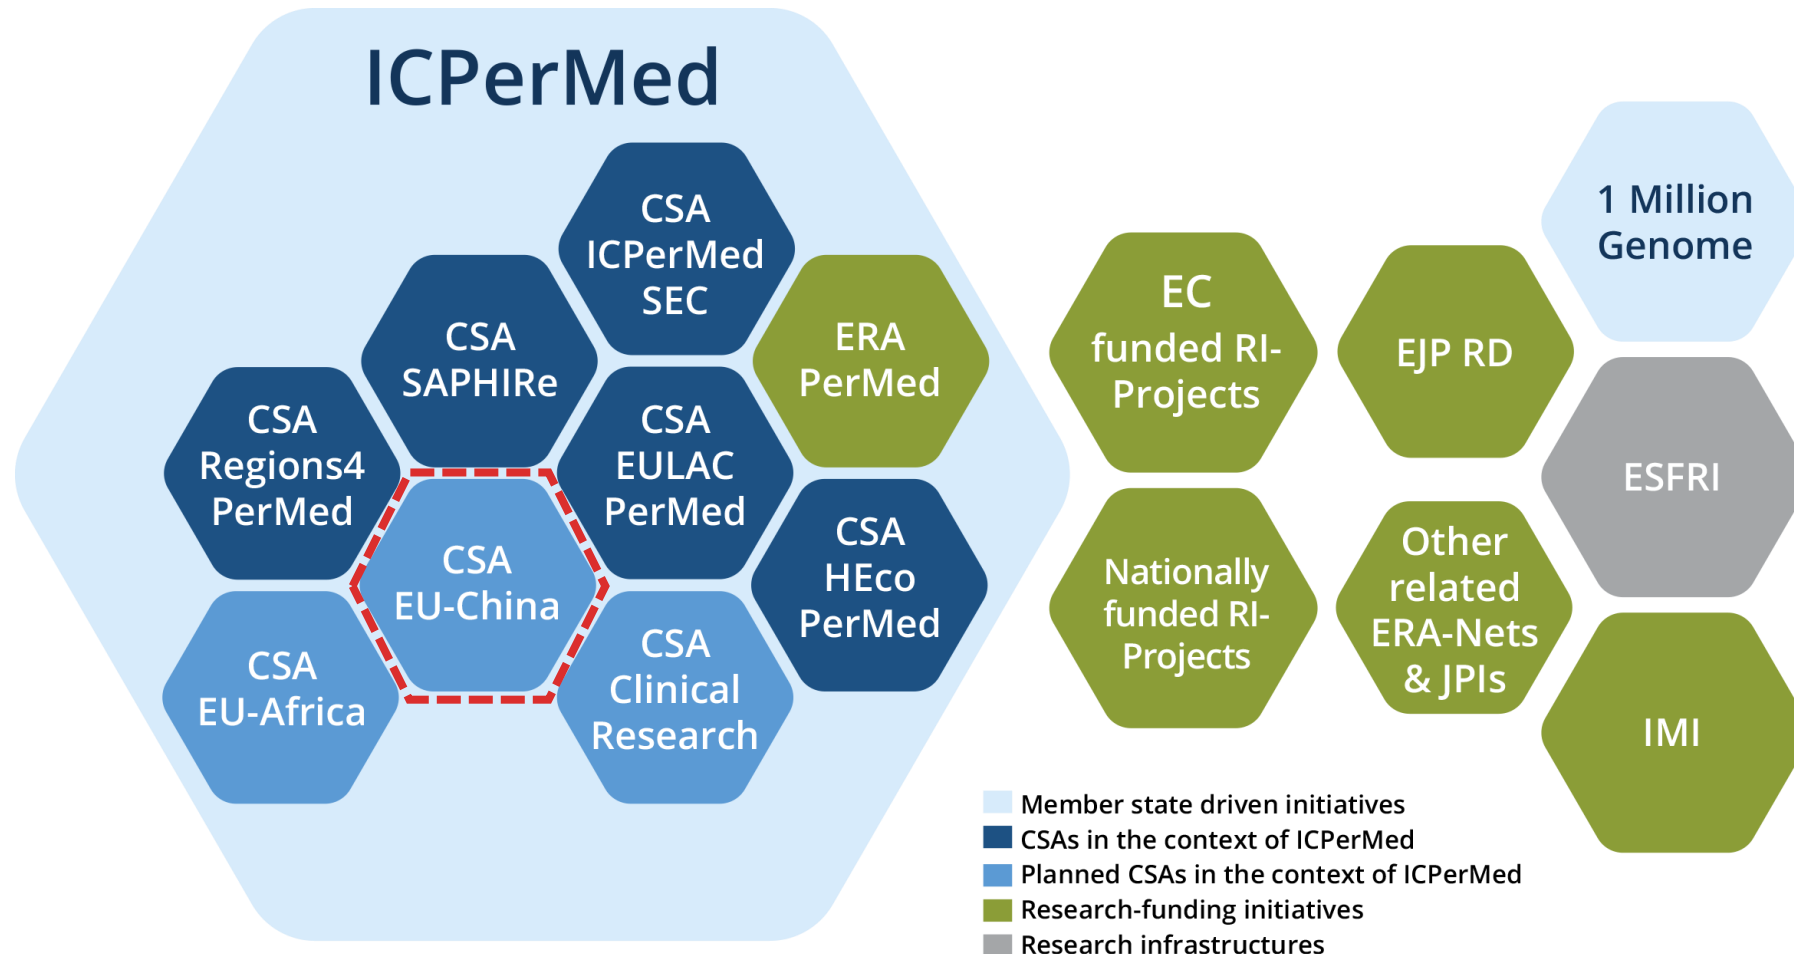 ICPerMed
CSA
ICPerMed
SEC
CSA
SAPHIRe
ERA
PerMed
CSA
Regions4
PerMed
CSA
EULAC
PerMed
CSA
EU-China
CSA
HEco
PerMed
CSA
EU-Africa
CSA
Clinical
Research
EC
funded RI-
Projects
EJP RD
1 Million
Genome
ESFRI
Nationally
funded RI-
Projects
Other
related
ERA-Nets
& JPIs
IMI
Member state driven initiatives
CSAs in the context of ICPerMed
Planned CSAs in the context of ICPerMed
Research-funding initiatives
Research infrastructures